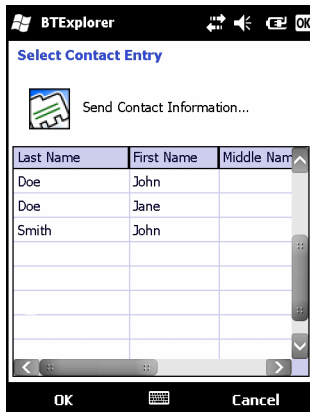 BTExplorer OK
Select Contact Entry
Send Contact Information...
Last Name First Name Middle Nam
Doe John
Doe Jane
Smith John
OK Cancel